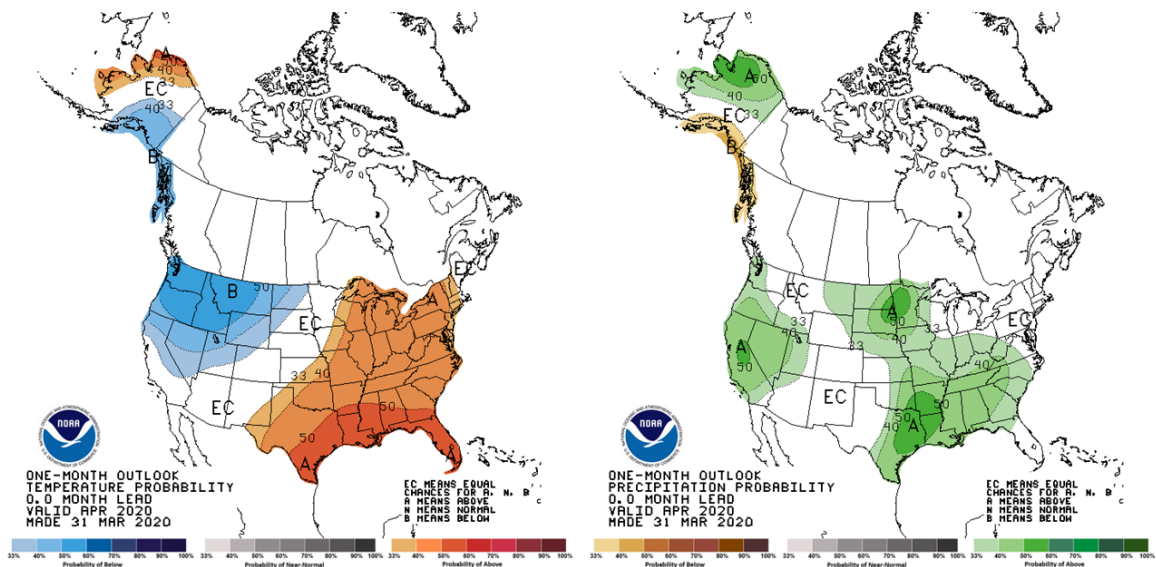 A
50
40
33
EC
40
33
B
B
50
EC
A
EC
33
40
EC
50
50
A
A
NOAA
ONE-MONTH OUTLOOK
TEMPERATURE PROBABILITY
0.0 MONTH LEAD
VALID APR 2020
MADE 31 MAR 2020
EC MEANS EQUAL
CHANCES FOR A, N, B
A MEANS ABOVE
N MEANS NORMAL
B MEANS BELOW
33% 40% 50% 60% 70% 80% 90% 100%
Probability of Below
33% 40% 50% 60% 70% 80% 90% 100%
Probability of Near-Normal
33% 40% 50% 60% 70% 80% 90% 100%
Probability of Above
A
50
40
EC
33
B
EC
A
50
33
40
33
33
EC
A
50
40
EC
50
50
40
A
NOAA
ONE-MONTH OUTLOOK
PRECIPITATION PROBABILITY
0.0 MONTH LEAD
VALID APR 2020
MADE 31 MAR 2020
EC MEANS EQUAL
CHANCES FOR A, N, B
A MEANS ABOVE
N MEANS NORMAL
B MEANS BELOW
33% 40% 50% 60% 70% 80% 90% 100%
Probability of Below
33% 40% 50% 60% 70% 80% 90% 100%
Probability of Near-Normal
33% 40% 50% 60% 70% 80% 90% 100%
Probability of Above